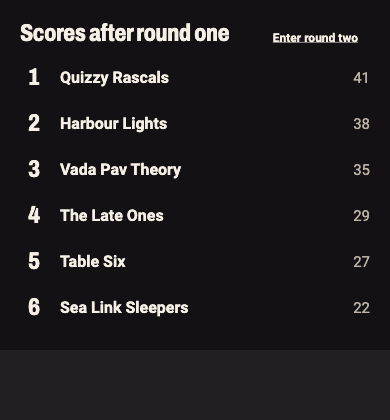 Scores after round one
Enter round two
1 Quizzy Rascals 41
2 Harbour Lights 38
3 Vada Pav Theory 35
4 The Late Ones 29
5 Table Six 27
6 Sea Link Sleepers 22